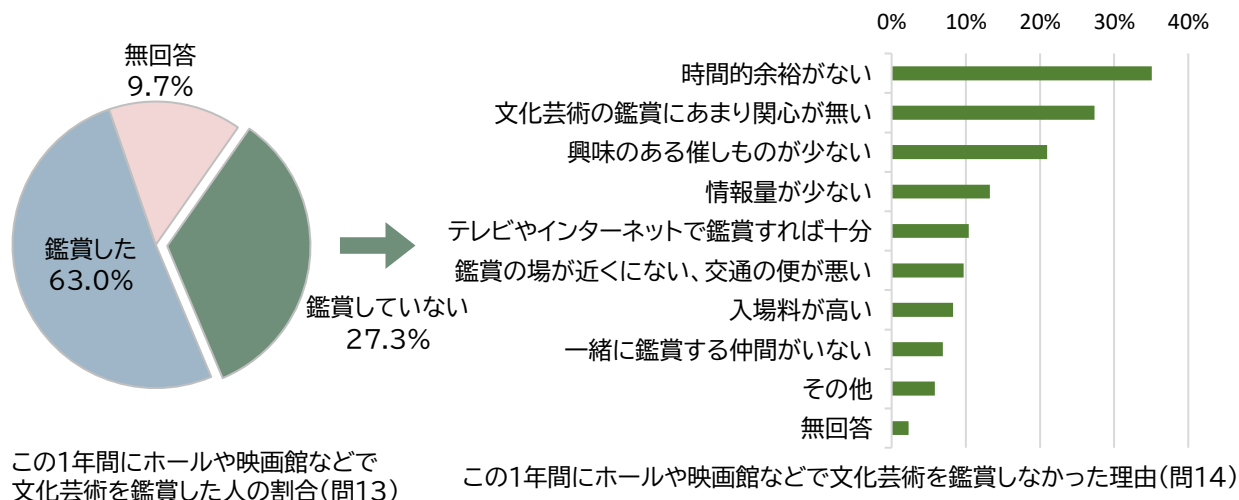 無回答
9.7%
鑑賞した
63.0%
鑑賞していない
27.3%
この1年間にホールや映画館などで
文化芸術を鑑賞した人の割合(問13)
0% 10% 20% 30% 40%
時間的余裕がない
文化芸術の鑑賞にあまり関心が無い
興味のある催しものが少ない
情報量が少ない
テレビやインターネットで鑑賞すれば十分
鑑賞の場が近くにない、交通の便が悪い
入場料が高い
一緒に鑑賞する仲間がいない
その他
無回答
この1年間にホールや映画館などで文化芸術を鑑賞しなかった理由(問14)